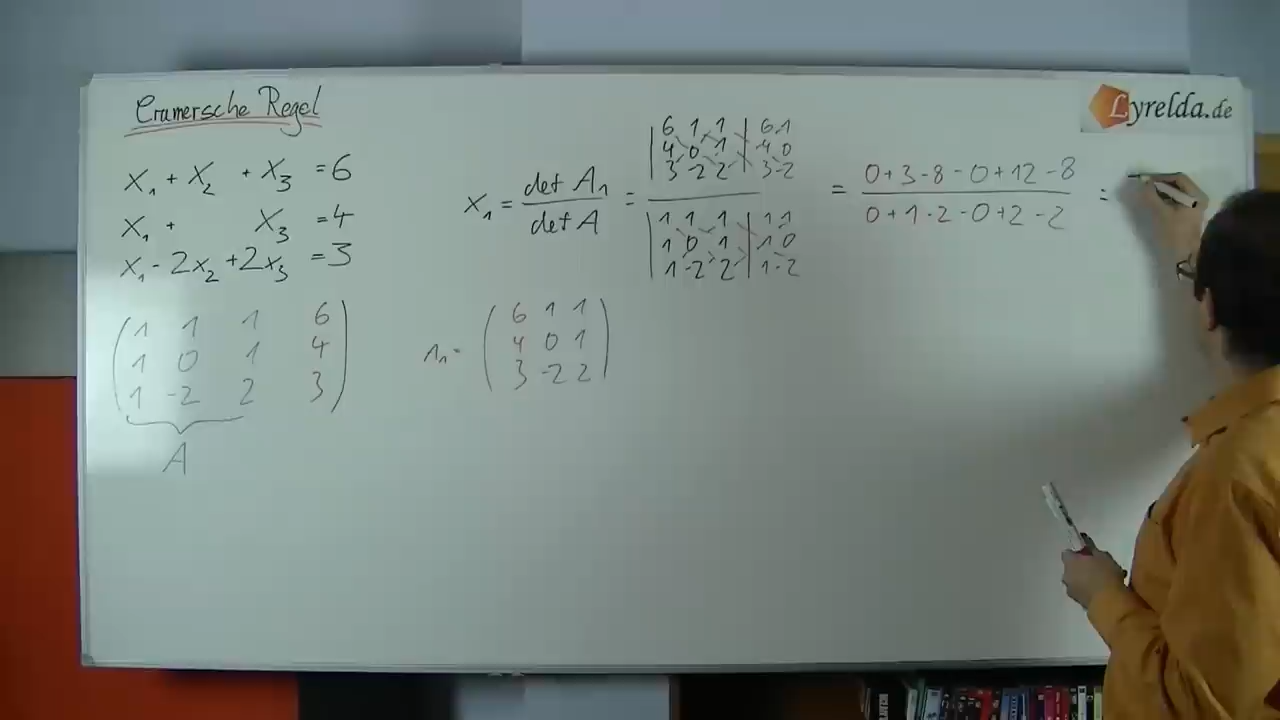 Cramersche Regel
Lyrelda.de
x₁ + x₂ + x₃ = 6
x₁ + x₃ = 4
x₁ - 2x₂ + 2x₃ = 3
1 1 1 6
1 0 1 4
1 -2 2 3
A
x₁ = det A₁ / det A =
6 1 1 | 6 1
4 0 1 | 4 0
3 -2 2 | 3 -2
1 1 1 | 1 1
1 0 1 | 1 0
1 -2 2 | 1 -2
= 0+3-8-0+12-8
0+1-2-0+2-2
=
6 1 1
4 0 1
3 -2 2